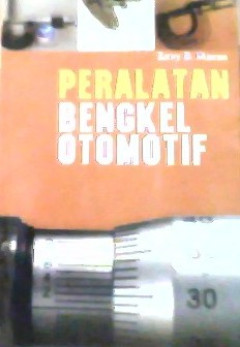 PERALATAN
BENGKEL
OTOMOTIF
30